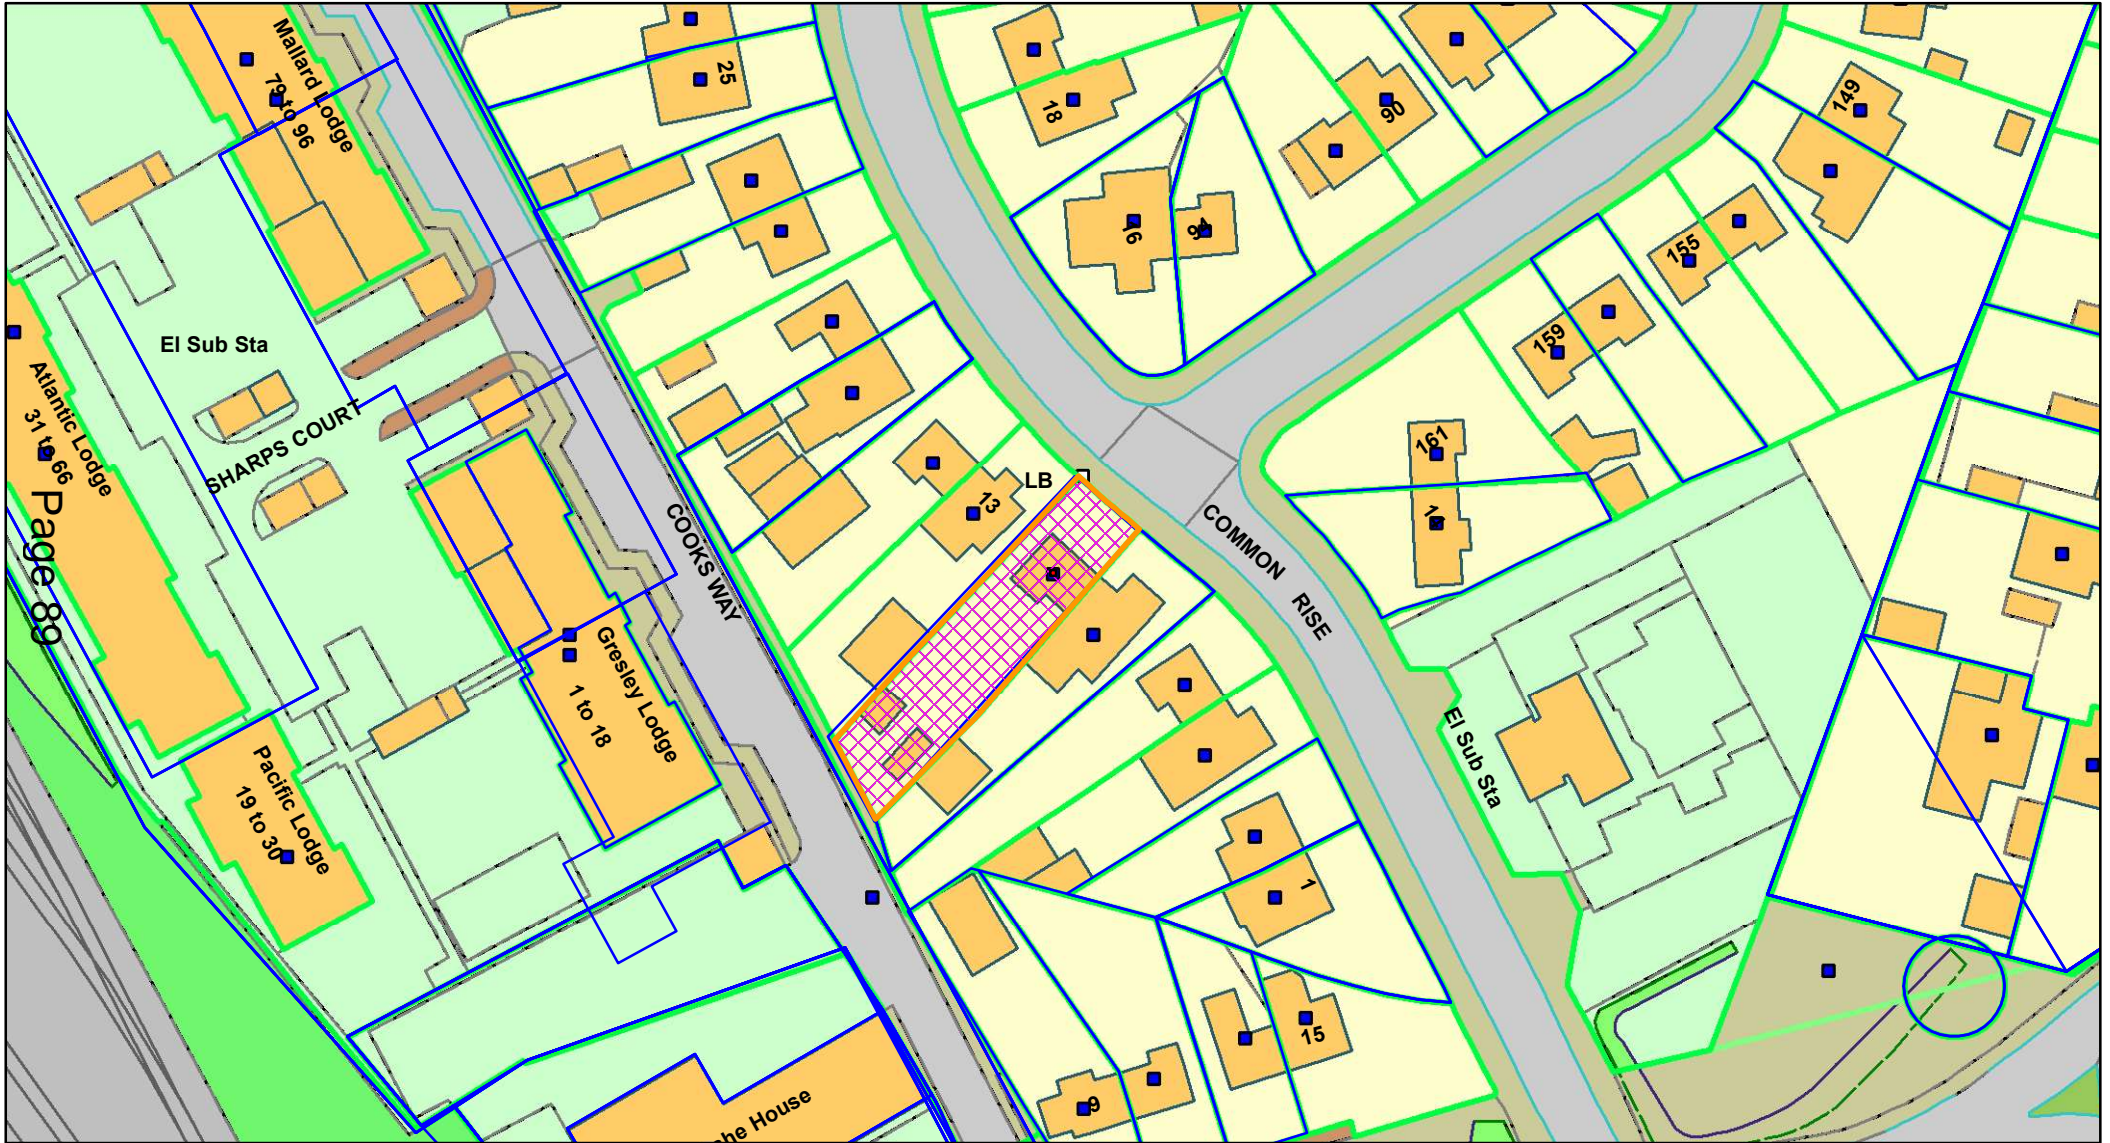 Mallard Lodge
79 to 96
25
18
90
149
16
94
155
159
161
El Sub Sta
Atlantic Lodge
31 to 66
SHARPS COURT
Page 89
COOKS WAY
13
LB
COMMON RISE
Gresley Lodge
1 to 18
Pacific Lodge
19 to 30
El Sub Sta
1
15
9
he House